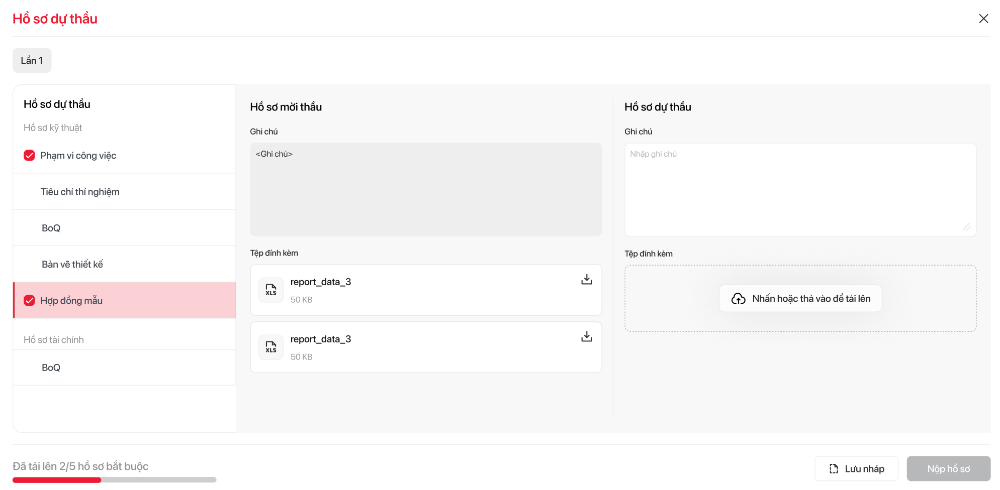 Hồ sơ dự thầu
Lần 1
Hồ sơ dự thầu
Hồ sơ kỹ thuật
Phạm vi công việc
Tiêu chí thí nghiệm
BoQ
Bản vẽ thiết kế
Hợp đồng mẫu
Hồ sơ tài chính
BoQ
Hồ sơ mời thầu
Ghi chú
<Ghi chú>
Tệp đính kèm
XLS
report_data_3
50 KB
XLS
report_data_3
50 KB
Hồ sơ dự thầu
Ghi chú
Nhập ghi chú
Tệp đính kèm
Nhấn hoặc thả vào để tải lên
Đã tải lên 2/5 hồ sơ bắt buộc
Lưu nháp
Nộp hồ sơ